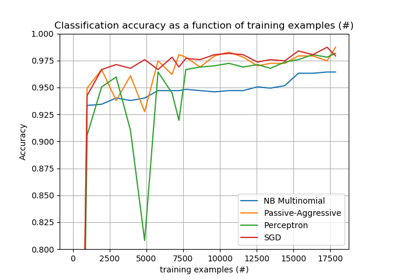 Classification accuracy as a function of training examples (#)
1.000
0.975
0.950
0.925
0.900
0.875
0.850
0.825
0.800
Accuracy
NB Multinomial
Passive-Aggressive
Perceptron
SGD
0 2500 5000 7500 10000 12500 15000 17500
training examples (#)